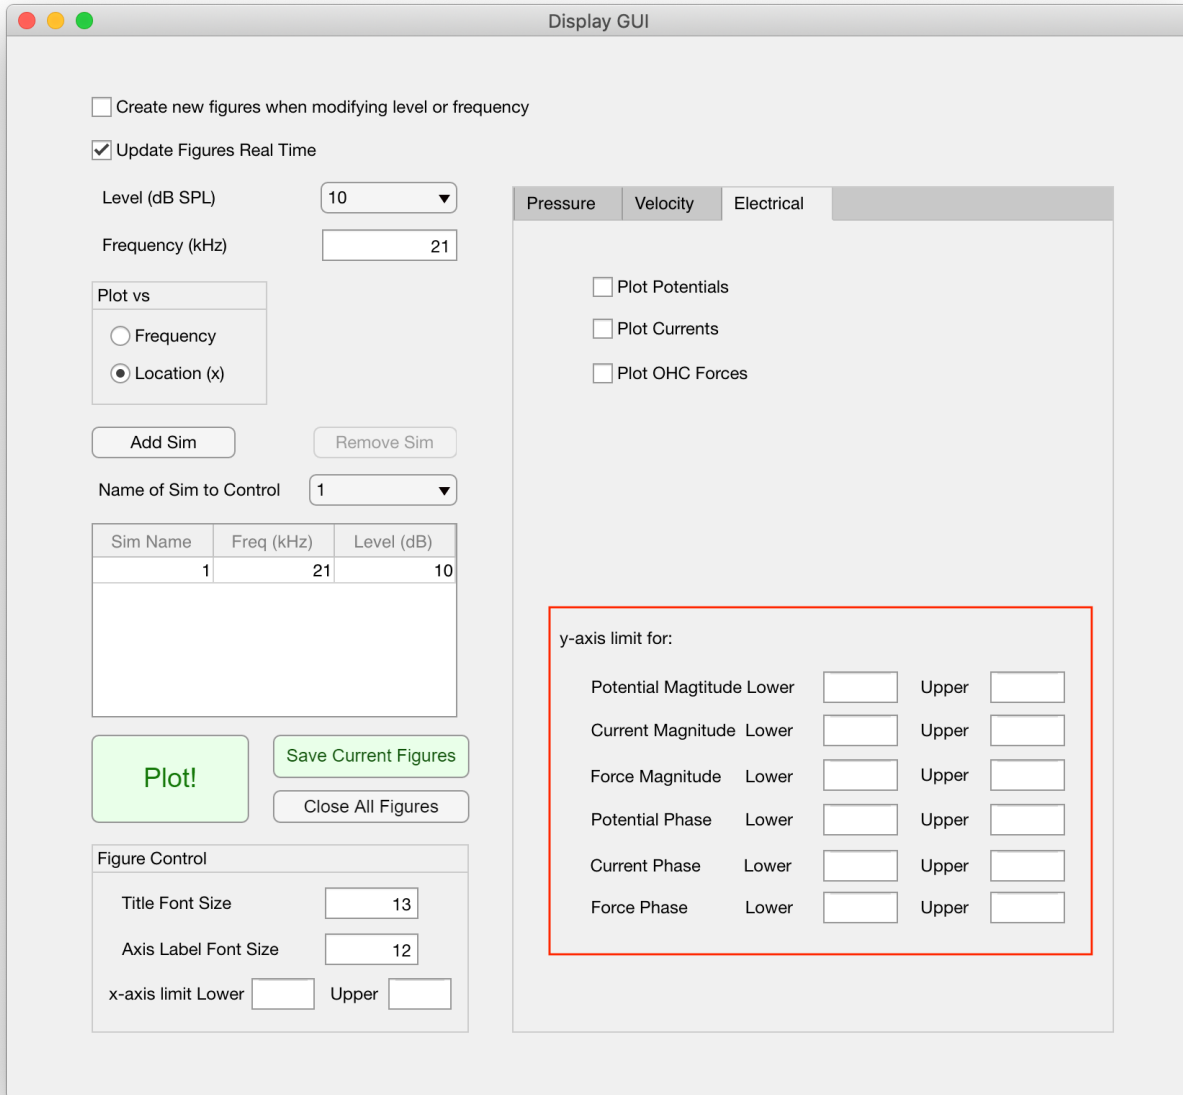 Display GUI
Create new figures when modifying level or frequency
Update Figures Real Time
Level (dB SPL) 10
Frequency (kHz) 21
Plot vs
Frequency
Location (x)
Add Sim Remove Sim
Name of Sim to Control 1
Sim Name Freq (kHz) Level (dB)
1 21 10
Plot!
Save Current Figures
Close All Figures
Figure Control
Title Font Size 13
Axis Label Font Size 12
x-axis limit Lower Upper
Pressure Velocity Electrical
Plot Potentials
Plot Currents
Plot OHC Forces
y-axis limit for:
Potential Magtitude Lower Upper
Current Magnitude Lower Upper
Force Magnitude Lower Upper
Potential Phase Lower Upper
Current Phase Lower Upper
Force Phase Lower Upper